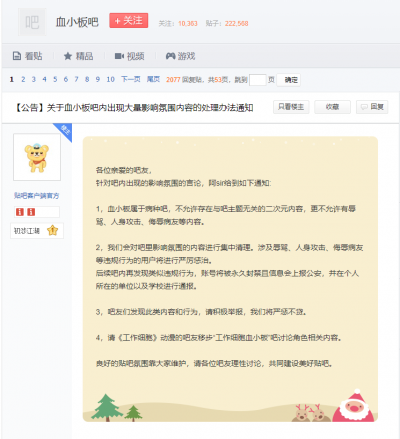 吧
血小板吧
+ 关注
关注：10,303 贴子：222,568
看贴 精品 视频 游戏
1 2 3 4 5 6 7 8 9 10 下一页 尾页 2077回复贴，共53页，跳到 页 确定
【公告】关于血小板吧内出现大量影响氛围内容的处理办法通知
只看楼主 收藏 回复
楼主
贴吧客户端官方
初涉江湖 1
各位亲爱的吧友，
针对吧内出现的影响氛围的言论，阿sir给到如下通知：
1，血小板属于病种吧，不允许存在与吧主题无关的二次元内容，更不允许有辱
骂、人身攻击、侮辱病友等内容。
2，我们会对吧里影响氛围的内容进行集中清理。涉及辱骂、人身攻击、侮辱病友
等违规行为的用户将进行严厉惩治。
后续吧内再发现类似违规行为，账号将被永久封禁且信息会上报公安，并在个人
所在的单位以及学校进行通报。
3，吧友们发现此类内容和行为，请积极举报，我们将严惩不贷。
4，请《工作细胞》动漫的吧友移步“工作细胞血小板”吧讨论角色相关内容。
良好的贴吧氛围靠大家维护，请各位吧友理性讨论，共同建设美好贴吧。